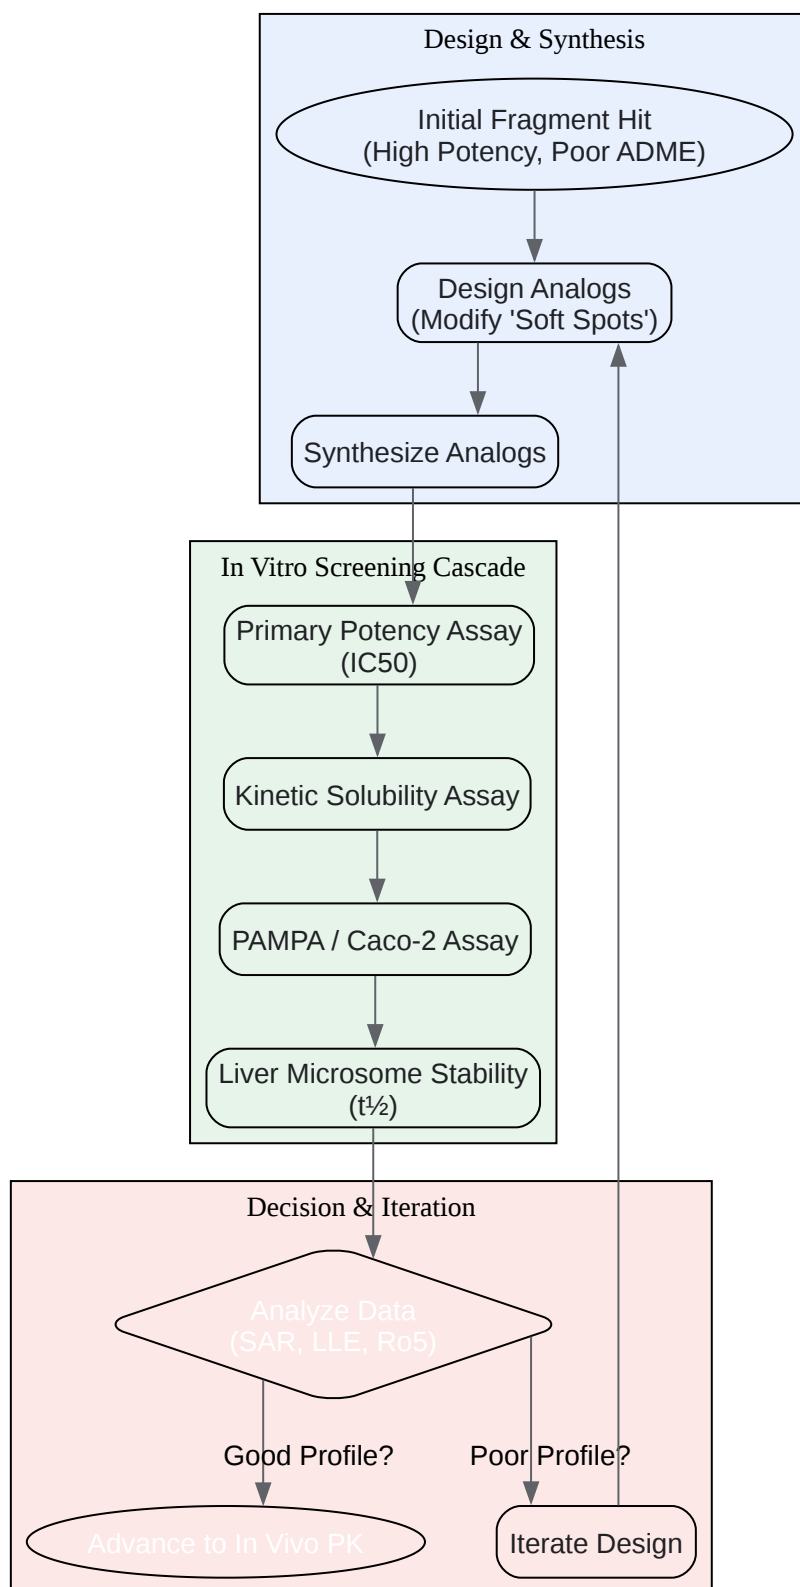 Design & Synthesis
Initial Fragment Hit
(High Potency, Poor ADME)
Design Analogs
(Modify 'Soft Spots')
Synthesize Analogs
In Vitro Screening Cascade
Primary Potency Assay
(IC50)
Kinetic Solubility Assay
PAMPA / Caco-2 Assay
Liver Microsome Stability
(t½)
Decision & Iteration
Analyze Data
(SAR, LLE, Ro5)
Good Profile?
Poor Profile?
Advance to In Vivo PK
Iterate Design